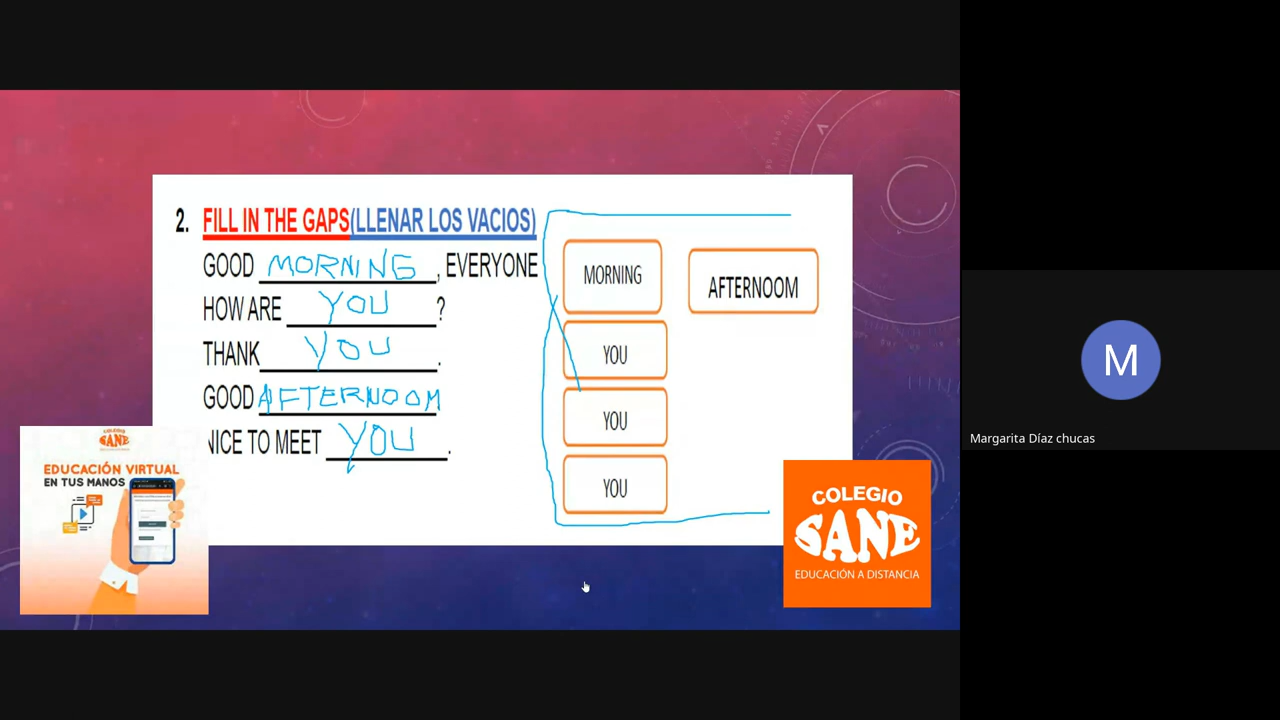 2. FILL IN THE GAPS(LLENAR LOS VACIOS)
GOOD MORNING, EVERYONE
HOW ARE YOU?
THANK YOU.
GOOD AFTERNOOM
NICE TO MEET YOU.
MORNING
AFTERNOOM
YOU
YOU
YOU
COLEGIO
SANE
EDUCACIÓN VIRTUAL
EN TUS MANOS
COLEGIO
SANE
EDUCACIÓN A DISTANCIA
M
Margarita Díaz chucas